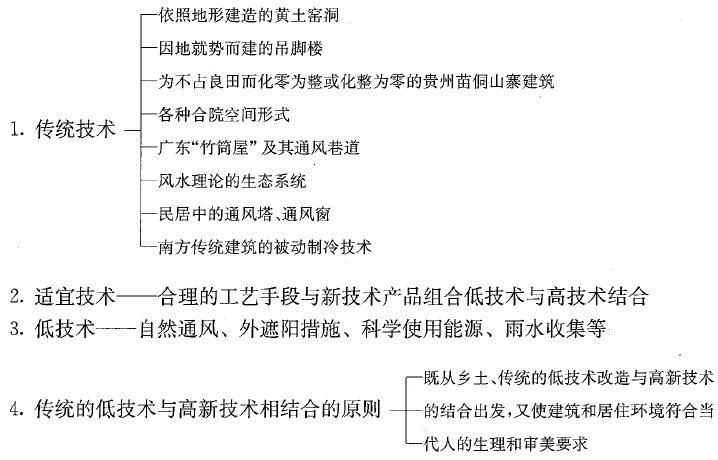 依照地形建造的黄土窑洞
因地就势而建的吊脚楼
为不占良田而化零为整或化整为零的贵州苗侗山寨建筑
各种合院空间形式
1. 传统技术
广东“竹筒屋”及其通风巷道
风水理论的生态系统
民居中的通风塔、通风窗
南方传统建筑的被动制冷技术
2. 适宜技术——合理的工艺手段与新技术产品组合低技术与高技术结合
3. 低技术——自然通风、外遮阳措施、科学使用能源、雨水收集等
既从乡土、传统的低技术改造与高新技术
4. 传统的低技术与高新技术相结合的原则
的结合出发,又使建筑和居住环境符合当
代人的生理和审美要求